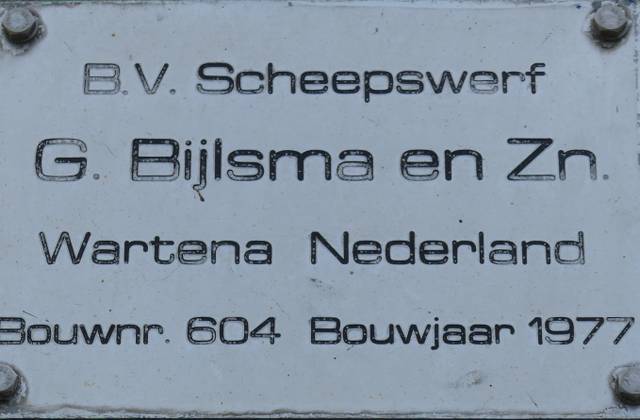 B.V. Scheepswerf
G. Bijlsma en Zn.
Wartena Nederland
Bouwnr. 604 Bouwjaar 1977